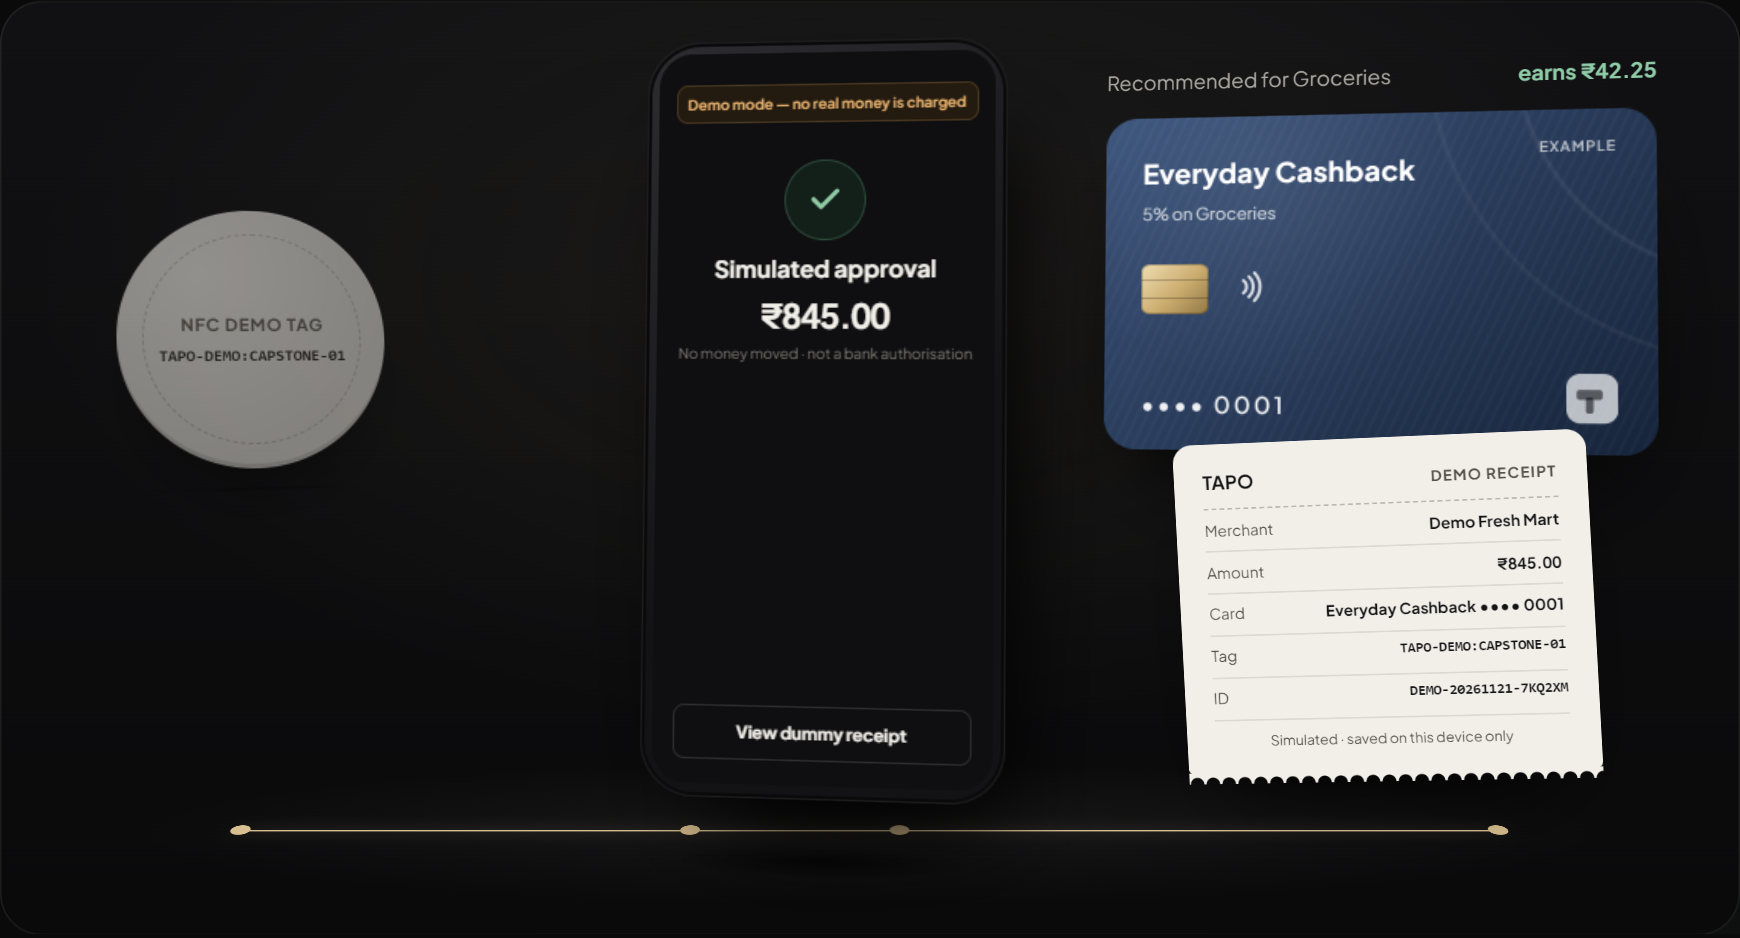 NFC DEMO TAG
TAPO-DEMO:CAPSTONE-01
Demo mode — no real money is charged
Simulated approval
₹845.00
No money moved · not a bank authorisation
View dummy receipt
Recommended for Groceries earns ₹42.25
EXAMPLE
Everyday Cashback
5% on Groceries
•••• 0001
TAPO DEMO RECEIPT
Merchant Demo Fresh Mart
Amount ₹845.00
Card Everyday Cashback •••• 0001
Tag TAPO-DEMO:CAPSTONE-01
ID DEMO-20261121-7KQ2XM
Simulated · saved on this device only